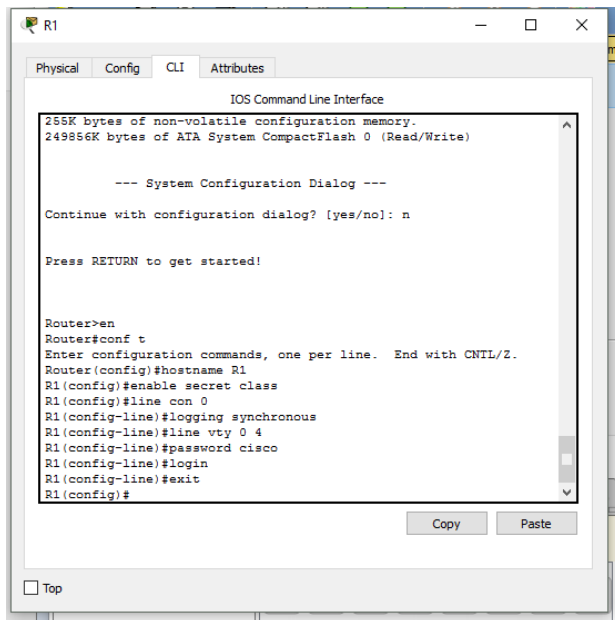 R1
Physical Config CLI Attributes
IOS Command Line Interface
255K bytes of non-volatile configuration memory.
249856K bytes of ATA System CompactFlash 0 (Read/Write)
--- System Configuration Dialog ---
Continue with configuration dialog? [yes/no]: n
Press RETURN to get started!
Router>en
Router#conf t
Enter configuration commands, one per line.  End with CNTL/Z.
Router(config)#hostname R1
R1(config)#enable secret class
R1(config)#line con 0
R1(config-line)#logging synchronous
R1(config-line)#line vty 0 4
R1(config-line)#password cisco
R1(config-line)#login
R1(config-line)#exit
R1(config)#
Copy Paste
Top